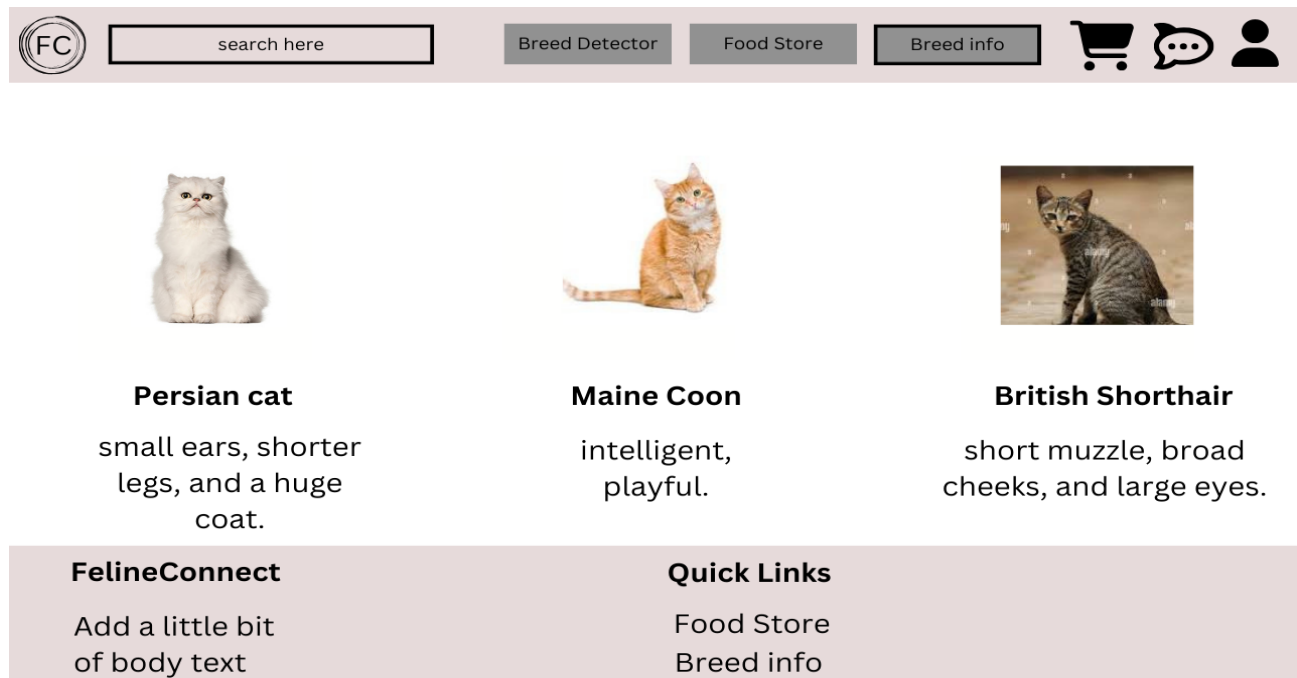 FC
search here
Breed Detector
Food Store
Breed info
Persian cat
small ears, shorter
legs, and a huge
coat.
Maine Coon
intelligent,
playful.
alamy
alamy
British Shorthair
short muzzle, broad
cheeks, and large eyes.
FelineConnect
Add a little bit
of body text
Quick Links
Food Store
Breed info